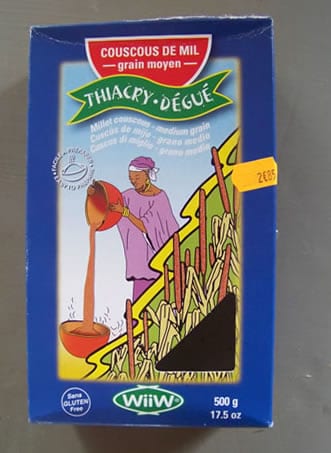 COUSCOUS DE MIL
grain moyen
THIACRY · DÉGUÉ
Millet couscous - medium grain
Cuscús de mijo - grano medio
Cuscus di miglio - grano medio
2€85
Sans
GLUTEN
Free
WiiW®
500 g
17.5 oz